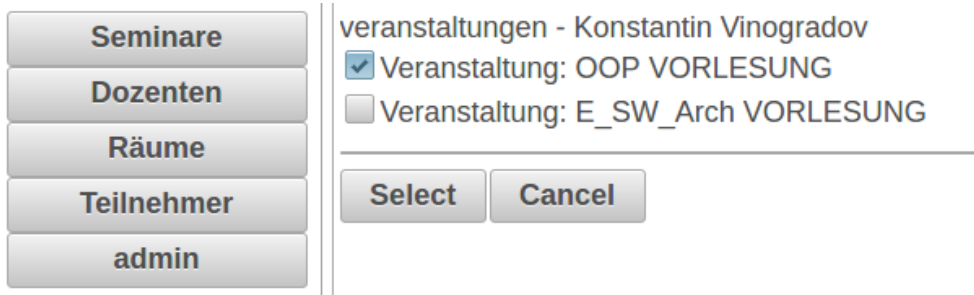 Seminare
Dozenten
Räume
Teilnehmer
admin
veranstaltungen - Konstantin Vinogradov
Veranstaltung: OOP VORLESUNG
Veranstaltung: E_SW_Arch VORLESUNG
Select
Cancel